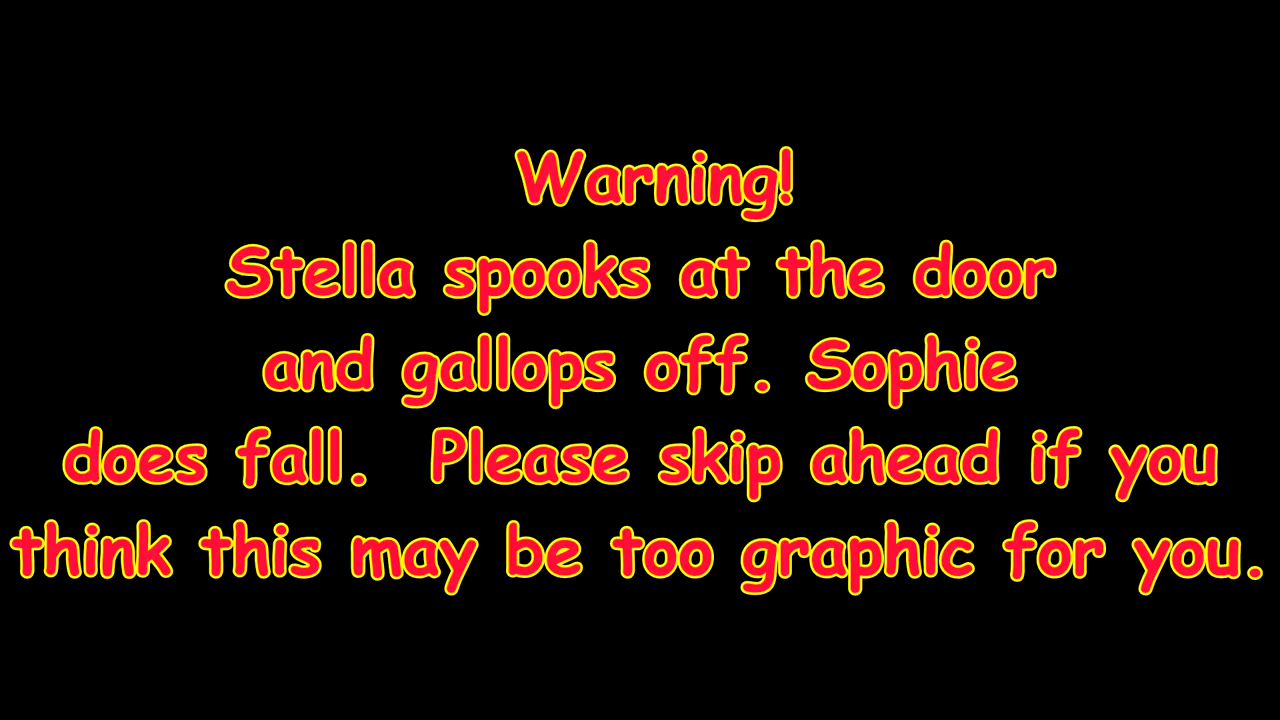 Warning!
Stella spooks at the door
and gallops off. Sophie
does fall.  Please skip ahead if you
think this may be too graphic for you.